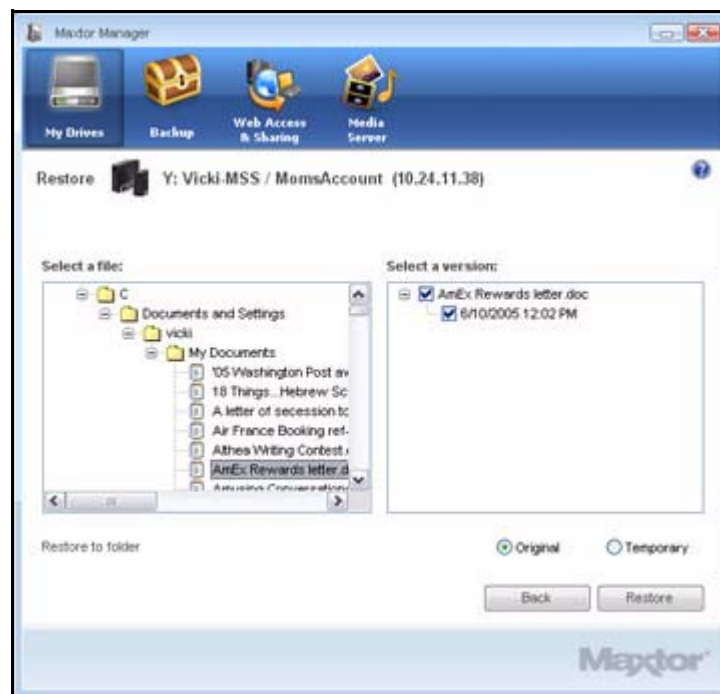 Maxtor Manager
My Drives
Backup
Web Access
& Sharing
Media
Server
Restore
Y: Vicki-MSS / MomsAccount (10.24.11.38)
?
Select a file:
Select a version:
C
Documents and Settings
vicki
My Documents
'05 Washington Post aw
18 Things...Hebrew Sc
A letter of secession to
Air France Booking ref-
Althea Writing Contest.
AmEx Rewards letter.d
Amusing Conversation
AmEx Rewards letter.doc
6/10/2005 12:02 PM
Restore to folder
Original
Temporary
Back
Restore
Maxtor